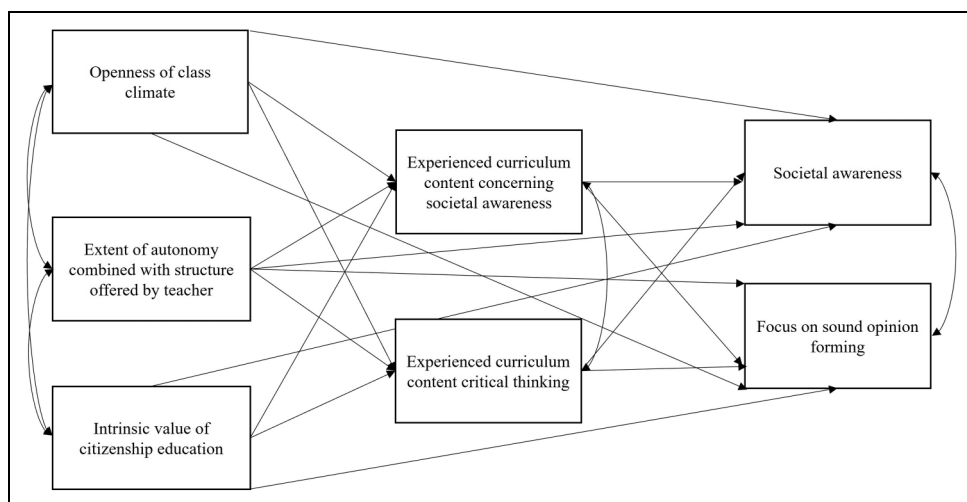 Openness of class
climate
Extent of autonomy
combined with structure
offered by teacher
Intrinsic value of
citizenship education
Experienced curriculum
content concerning
societal awareness
Experienced curriculum
content critical thinking
Societal awareness
Focus on sound opinion
forming